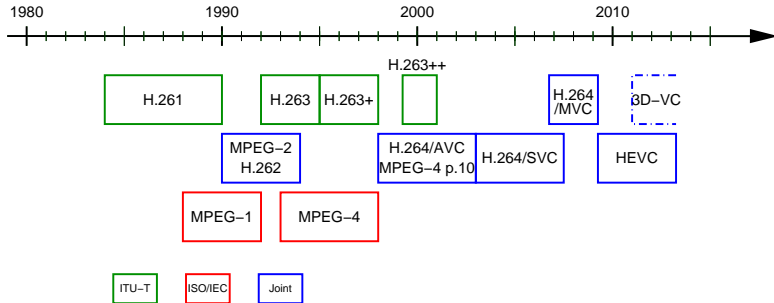 1980 1990 2000 2010
H.263++
H.261 H.263 H.263+ H.264 /MVC 3D−VC
MPEG−2 H.262 H.264/AVC MPEG−4 p.10 H.264/SVC HEVC
MPEG−1 MPEG−4
ITU−T ISO/IEC Joint